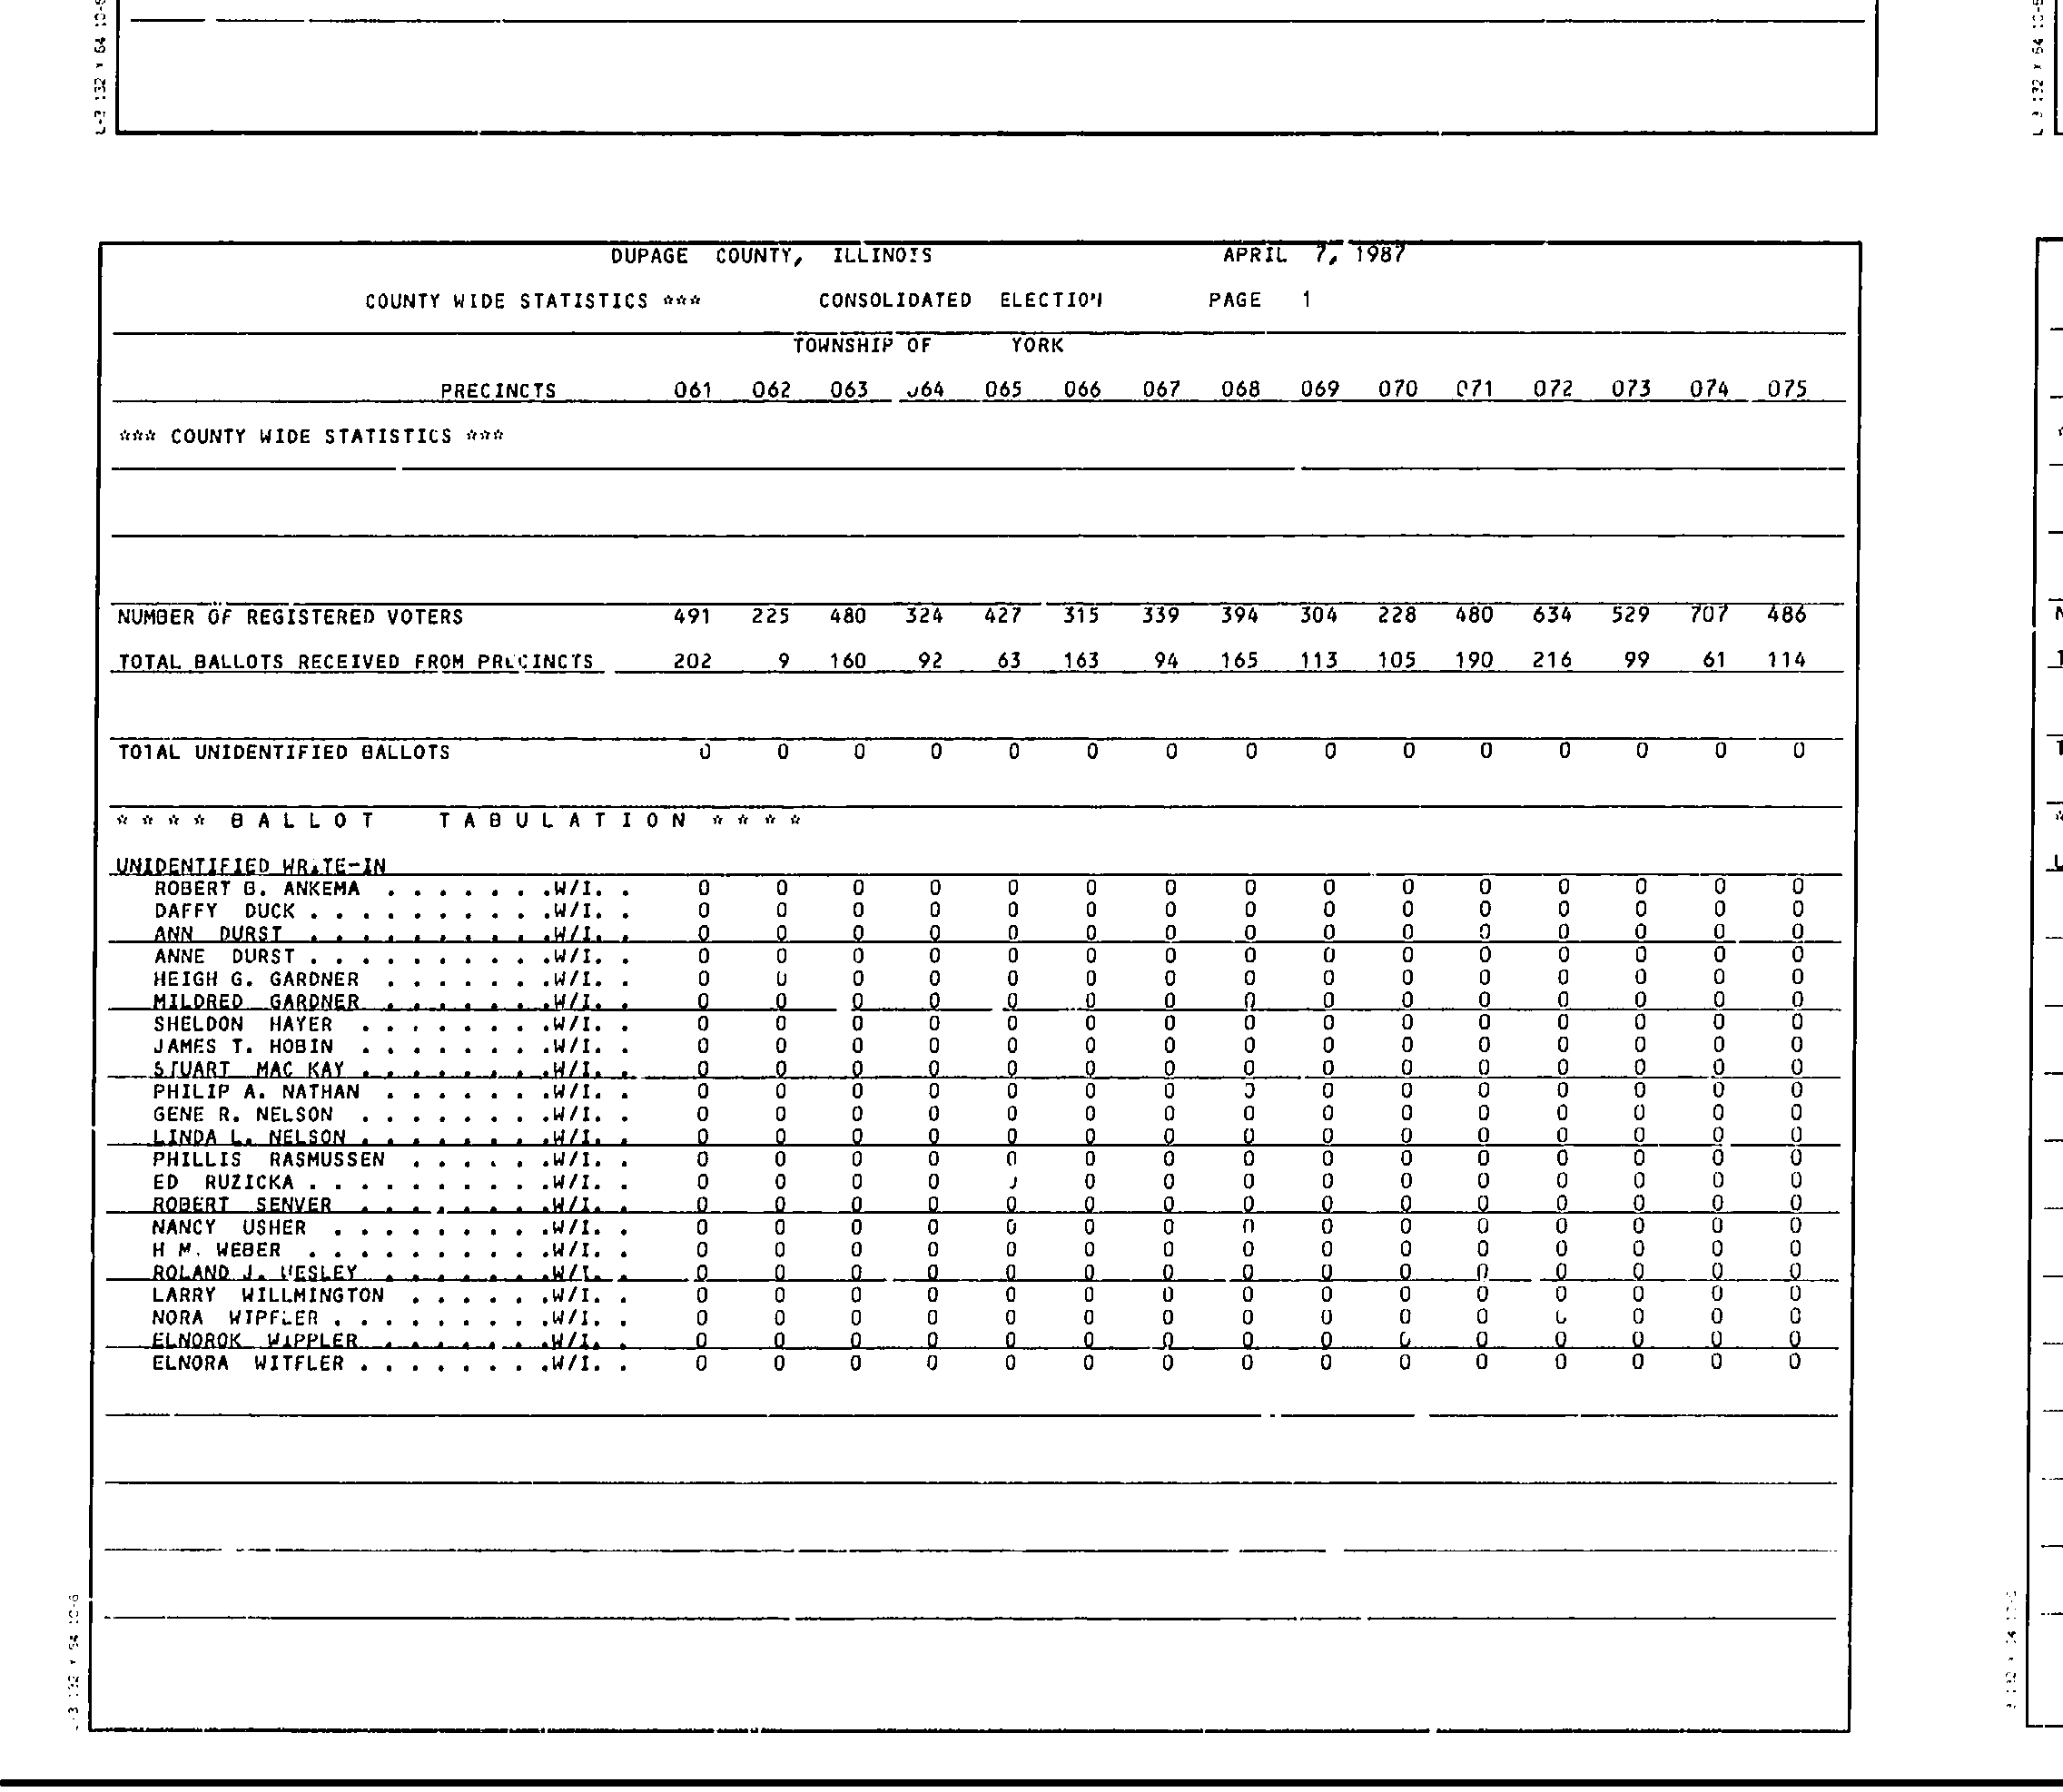 L-3 132 X 64 10-6
L 3 132 X 64 10-6
DUPAGE COUNTY, ILLINOIS APRIL 7, 1987
COUNTY WIDE STATISTICS *** CONSOLIDATED ELECTION PAGE 1
TOWNSHIP OF YORK
PRECINCTS 061 062 063 064 065 066 067 068 069 070 071 072 073 074 075
*** COUNTY WIDE STATISTICS ***
NUMBER OF REGISTERED VOTERS 491 225 480 324 427 315 339 394 304 228 480 634 529 707 486
TOTAL BALLOTS RECEIVED FROM PRECINCTS 202 9 160 92 63 163 94 165 113 105 190 216 99 61 114
TOTAL UNIDENTIFIED BALLOTS 0 0 0 0 0 0 0 0 0 0 0 0 0 0 0
* * * * B A L L O T T A B U L A T I O N * * * *
UNIDENTIFIED WRITE-IN
ROBERT B. ANKEMA . . . . . . .W/I. . 0 0 0 0 0 0 0 0 0 0 0 0 0 0 0
DAFFY DUCK . . . . . . . . . .W/I. . 0 0 0 0 0 0 0 0 0 0 0 0 0 0 0
ANN DURST . . . . . . . . . .W/I. . 0 0 0 0 0 0 0 0 0 0 0 0 0 0 0
ANNE DURST . . . . . . . . . .W/I. . 0 0 0 0 0 0 0 0 0 0 0 0 0 0 0
HEIGH G. GARDNER . . . . . . .W/I. . 0 0 0 0 0 0 0 0 0 0 0 0 0 0 0
MILDRED GARDNER . . . . . . .W/I. . 0 0 0 0 0 0 0 0 0 0 0 0 0 0 0
SHELDON HAYER . . . . . . . .W/I. . 0 0 0 0 0 0 0 0 0 0 0 0 0 0 0
JAMES T. HOBIN . . . . . . . .W/I. . 0 0 0 0 0 0 0 0 0 0 0 0 0 0 0
STUART MAC KAY . . . . . . . .W/I. . 0 0 0 0 0 0 0 0 0 0 0 0 0 0 0
PHILIP A. NATHAN . . . . . . .W/I. . 0 0 0 0 0 0 0 0 0 0 0 0 0 0 0
GENE R. NELSON . . . . . . . .W/I. . 0 0 0 0 0 0 0 0 0 0 0 0 0 0 0
LINDA L. NELSON . . . . . . . .W/I. . 0 0 0 0 0 0 0 0 0 0 0 0 0 0 0
PHILLIS RASMUSSEN . . . . . .W/I. . 0 0 0 0 0 0 0 0 0 0 0 0 0 0 0
ED RUZICKA . . . . . . . . . .W/I. . 0 0 0 0 0 0 0 0 0 0 0 0 0 0 0
ROBERT SENVER . . . . . . . .W/I. . 0 0 0 0 0 0 0 0 0 0 0 0 0 0 0
NANCY USHER . . . . . . . . .W/I. . 0 0 0 0 0 0 0 0 0 0 0 0 0 0 0
H M. WEBER . . . . . . . . . .W/I. . 0 0 0 0 0 0 0 0 0 0 0 0 0 0 0
ROLAND J. WESLEY . . . . . . .W/I. . 0 0 0 0 0 0 0 0 0 0 0 0 0 0 0
LARRY WILLMINGTON . . . . . .W/I. . 0 0 0 0 0 0 0 0 0 0 0 0 0 0 0
NORA WIPFLER . . . . . . . . .W/I. . 0 0 0 0 0 0 0 0 0 0 0 0 0 0 0
ELNOROK WIPPLER . . . . . . .W/I. . 0 0 0 0 0 0 0 0 0 0 0 0 0 0 0
ELNORA WITFLER . . . . . . . .W/I. . 0 0 0 0 0 0 0 0 0 0 0 0 0 0 0